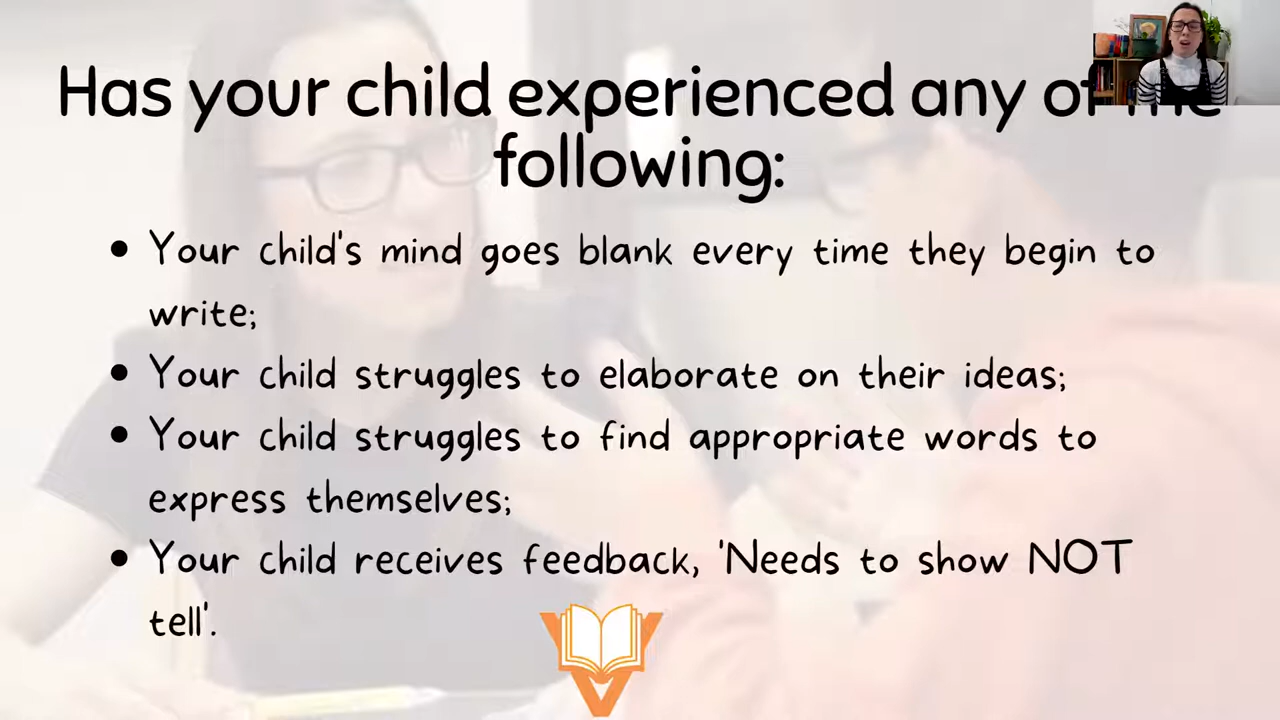 Has your child experienced any of
following:
• Your child's mind goes blank every time they begin to
write;
• Your child struggles to elaborate on their ideas;
• Your child struggles to find appropriate words to
express themselves;
• Your child receives feedback, 'Needs to show NOT
tell'.